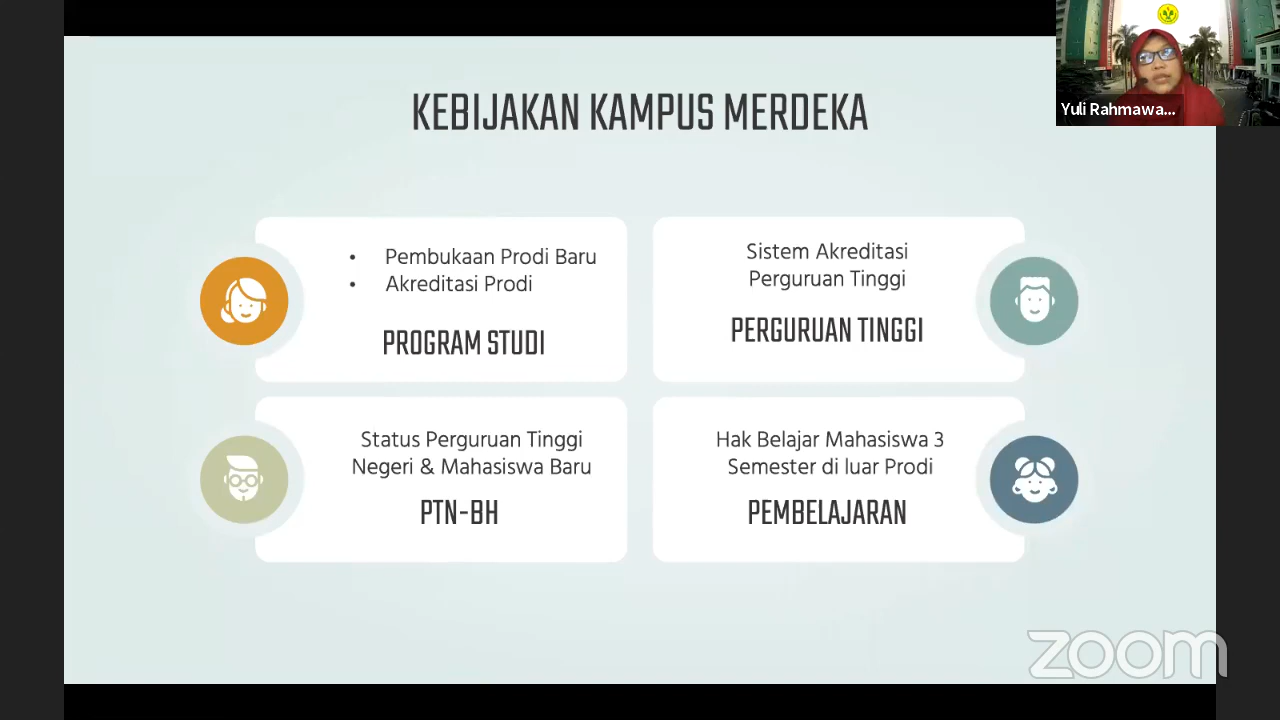 KEBIJAKAN KAMPUS MERDEKA
Yuli Rahmawa...
• Pembukaan Prodi Baru
• Akreditasi Prodi
PROGRAM STUDI
Sistem Akreditasi
Perguruan Tinggi
PERGURUAN TINGGI
Status Perguruan Tinggi
Negeri & Mahasiswa Baru
PTN-BH
Hak Belajar Mahasiswa 3
Semester di luar Prodi
PEMBELAJARAN
zoom